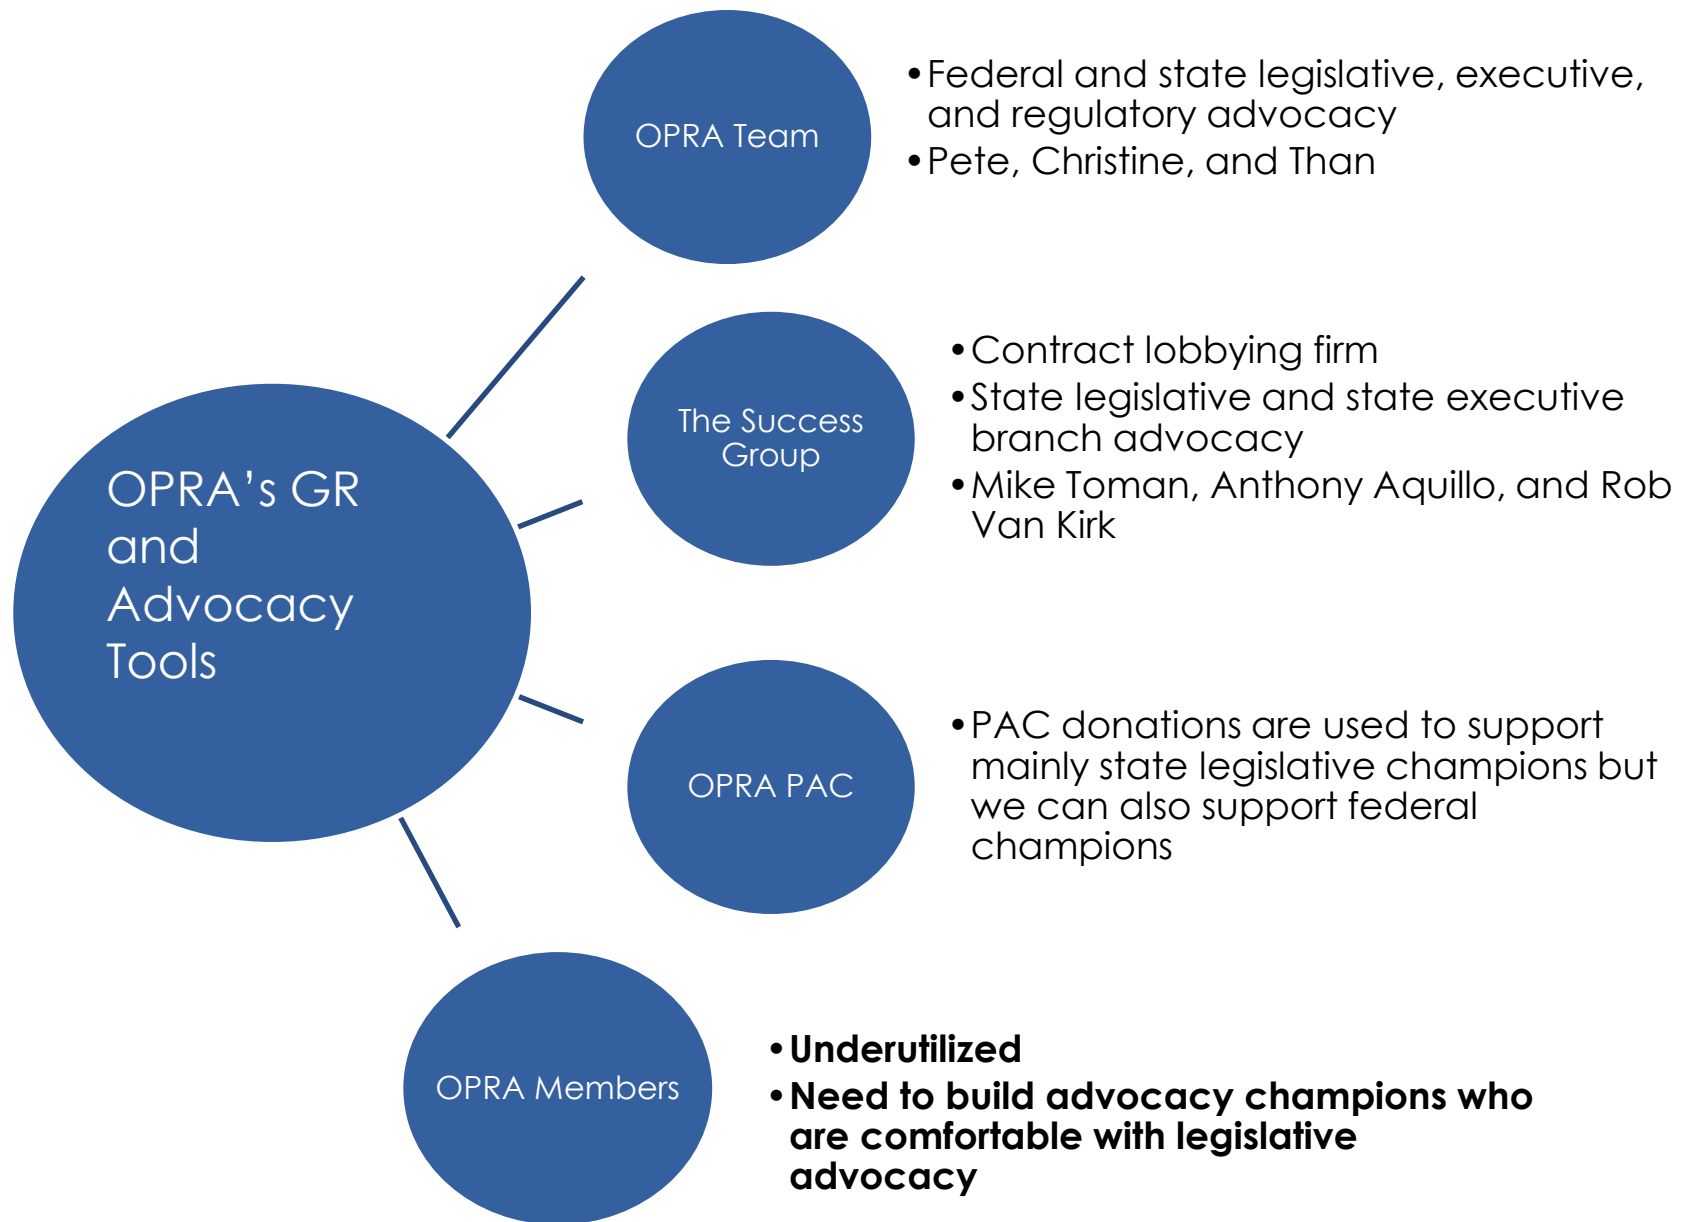 OPRA Team
• Federal and state legislative, executive,
and regulatory advocacy
• Pete, Christine, and Than
The Success
Group
• Contract lobbying firm
• State legislative and state executive
branch advocacy
• Mike Toman, Anthony Aquillo, and Rob
Van Kirk
OPRA’s GR
and
Advocacy
Tools
OPRA PAC
• PAC donations are used to support
mainly state legislative champions but
we can also support federal
champions
OPRA Members
• Underutilized
• Need to build advocacy champions who
are comfortable with legislative
advocacy